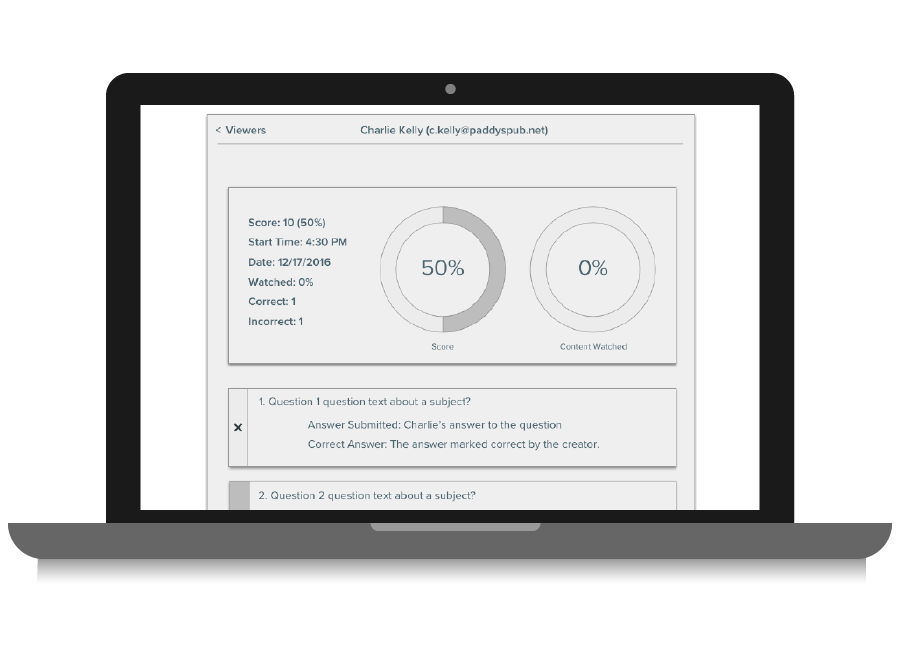 < Viewers
Charlie Kelly (c.kelly@paddyspub.net)
Score: 10 (50%)
Start Time: 4:30 PM
Date: 12/17/2016
Watched: 0%
Correct: 1
Incorrect: 1
50%
Score
0%
Content Watched
1. Question 1 question text about a subject?
Answer Submitted: Charlie's answer to the question
Correct Answer: The answer marked correct by the creator.
2. Question 2 question text about a subject?